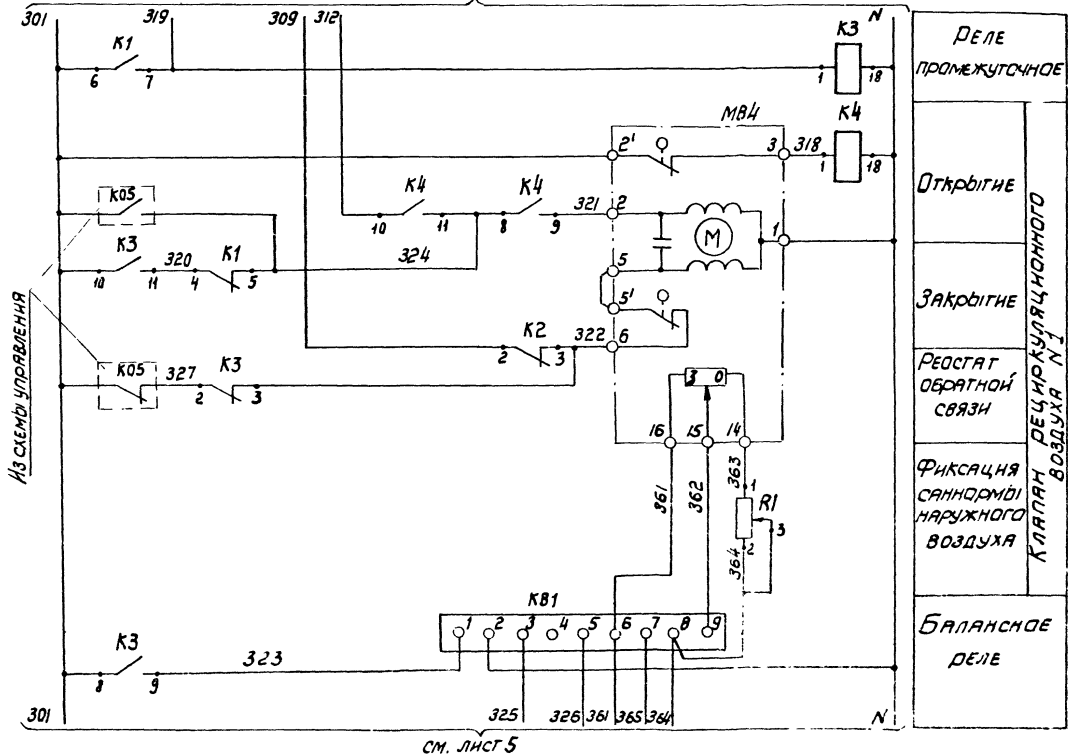 301
319
309
312
N
K1
6
7
K3
1
18
МВ4
2'
3
318
K4
1
18
K05
K4
10
11
K4
8
9
321
2
М
1
5
K3
10
11
320
K1
4
5
324
5'
K2
2
3
322
6
K05
327
K3
2
3
З
0
16
15
14
361
362
363
1
R1
3
2
364
КВ1
1
2
3
4
5
6
7
8
9
K3
8
9
323
301
325
326
361
365
364
N
см. лист 5
Из схемы управления
Реле
промежуточное
Открытие
Закрытие
Реостат
обратной
связи
Фиксация
саннормы
наружного
воздуха
Клапан рециркуляционного
воздуха N1
Балансное
реле